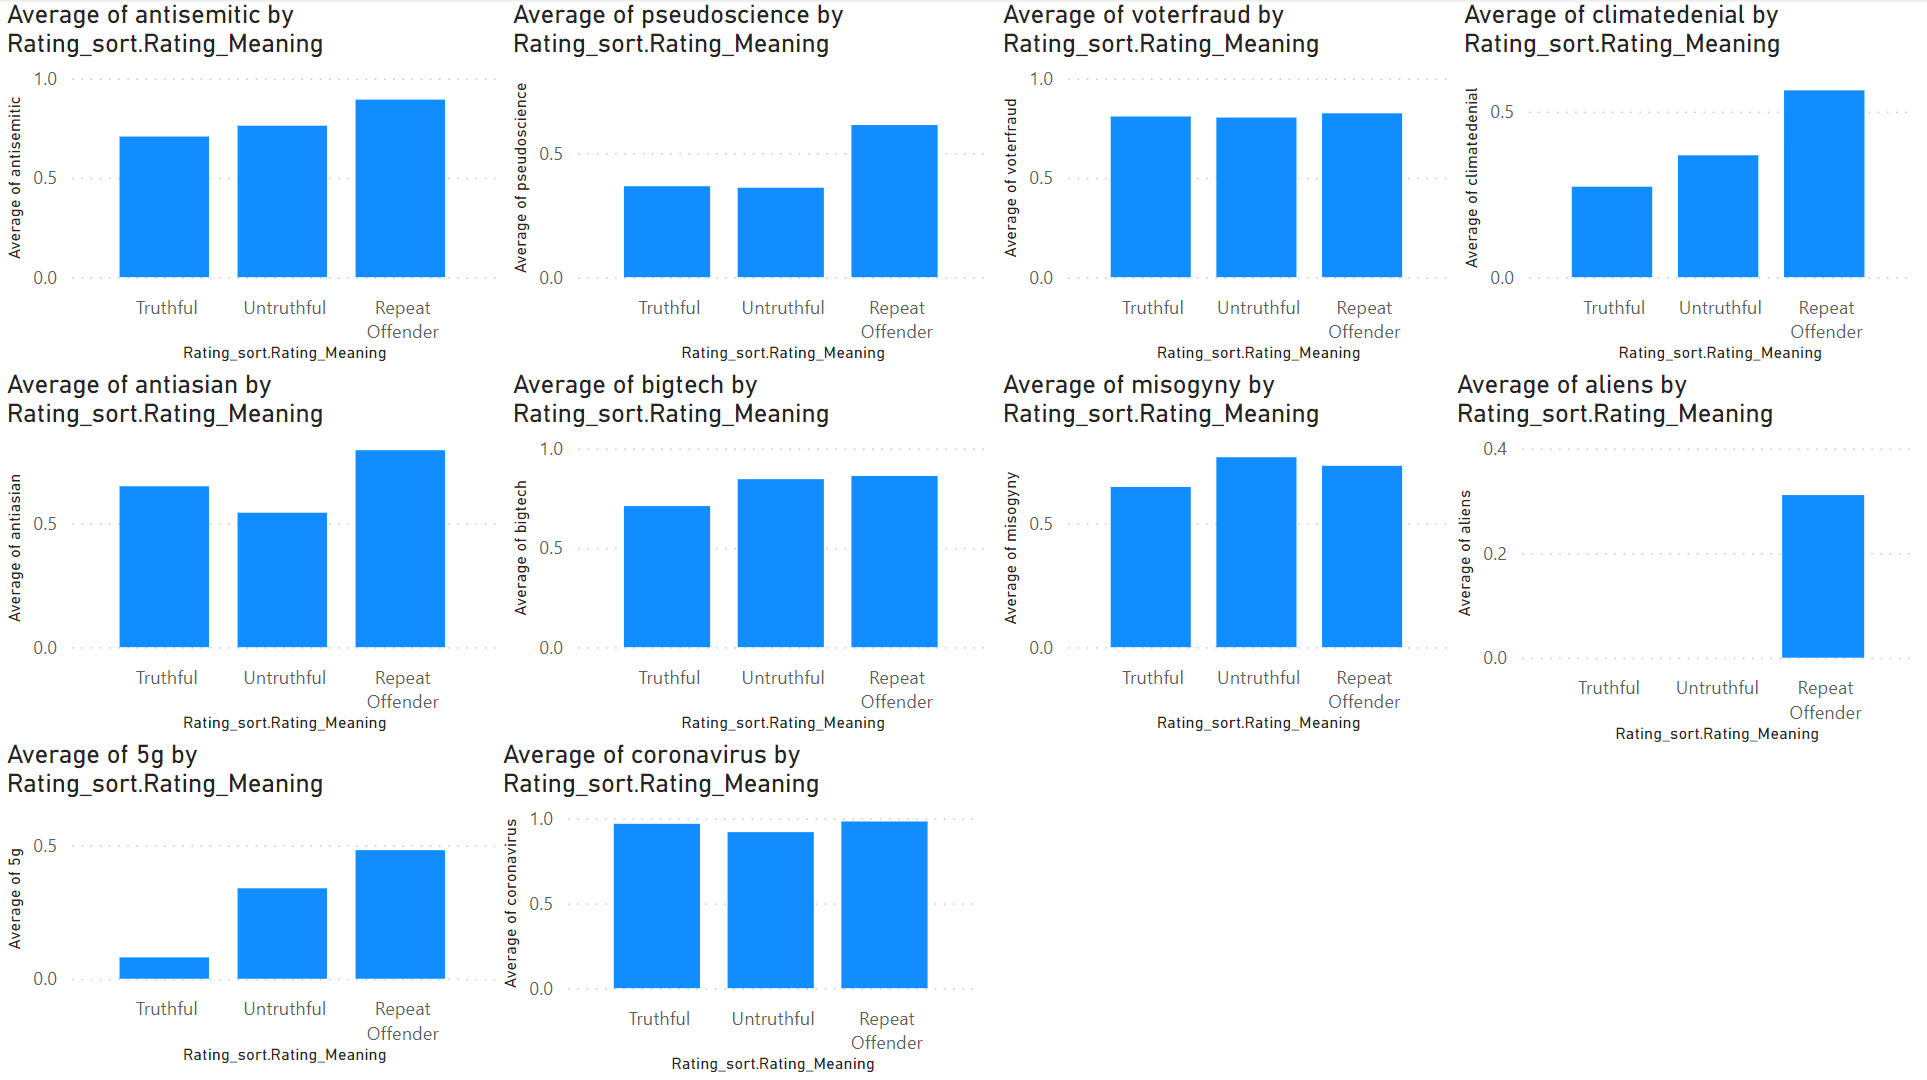 Average of antisemitic by
Rating_sort.Rating_Meaning
1.0
0.5
0.0
Average of antisemitic
Truthful
Untruthful
Repeat
Offender
Rating_sort.Rating_Meaning
Average of pseudoscience by
Rating_sort.Rating_Meaning
0.5
0.0
Average of pseudoscience
Truthful
Untruthful
Repeat
Offender
Rating_sort.Rating_Meaning
Average of voterfraud by
Rating_sort.Rating_Meaning
1.0
0.5
0.0
Average of voterfraud
Truthful
Untruthful
Repeat
Offender
Rating_sort.Rating_Meaning
Average of climatedenial by
Rating_sort.Rating_Meaning
0.5
0.0
Average of climatedenial
Truthful
Untruthful
Repeat
Offender
Rating_sort.Rating_Meaning
Average of antiasian by
Rating_sort.Rating_Meaning
0.5
0.0
Average of antiasian
Truthful
Untruthful
Repeat
Offender
Rating_sort.Rating_Meaning
Average of bigtech by
Rating_sort.Rating_Meaning
1.0
0.5
0.0
Average of bigtech
Truthful
Untruthful
Repeat
Offender
Rating_sort.Rating_Meaning
Average of misogyny by
Rating_sort.Rating_Meaning
0.5
0.0
Average of misogyny
Truthful
Untruthful
Repeat
Offender
Rating_sort.Rating_Meaning
Average of aliens by
Rating_sort.Rating_Meaning
0.4
0.2
0.0
Average of aliens
Truthful
Untruthful
Repeat
Offender
Rating_sort.Rating_Meaning
Average of 5g by
Rating_sort.Rating_Meaning
0.5
0.0
Average of 5g
Truthful
Untruthful
Repeat
Offender
Rating_sort.Rating_Meaning
Average of coronavirus by
Rating_sort.Rating_Meaning
1.0
0.5
0.0
Average of coronavirus
Truthful
Untruthful
Repeat
Offender
Rating_sort.Rating_Meaning